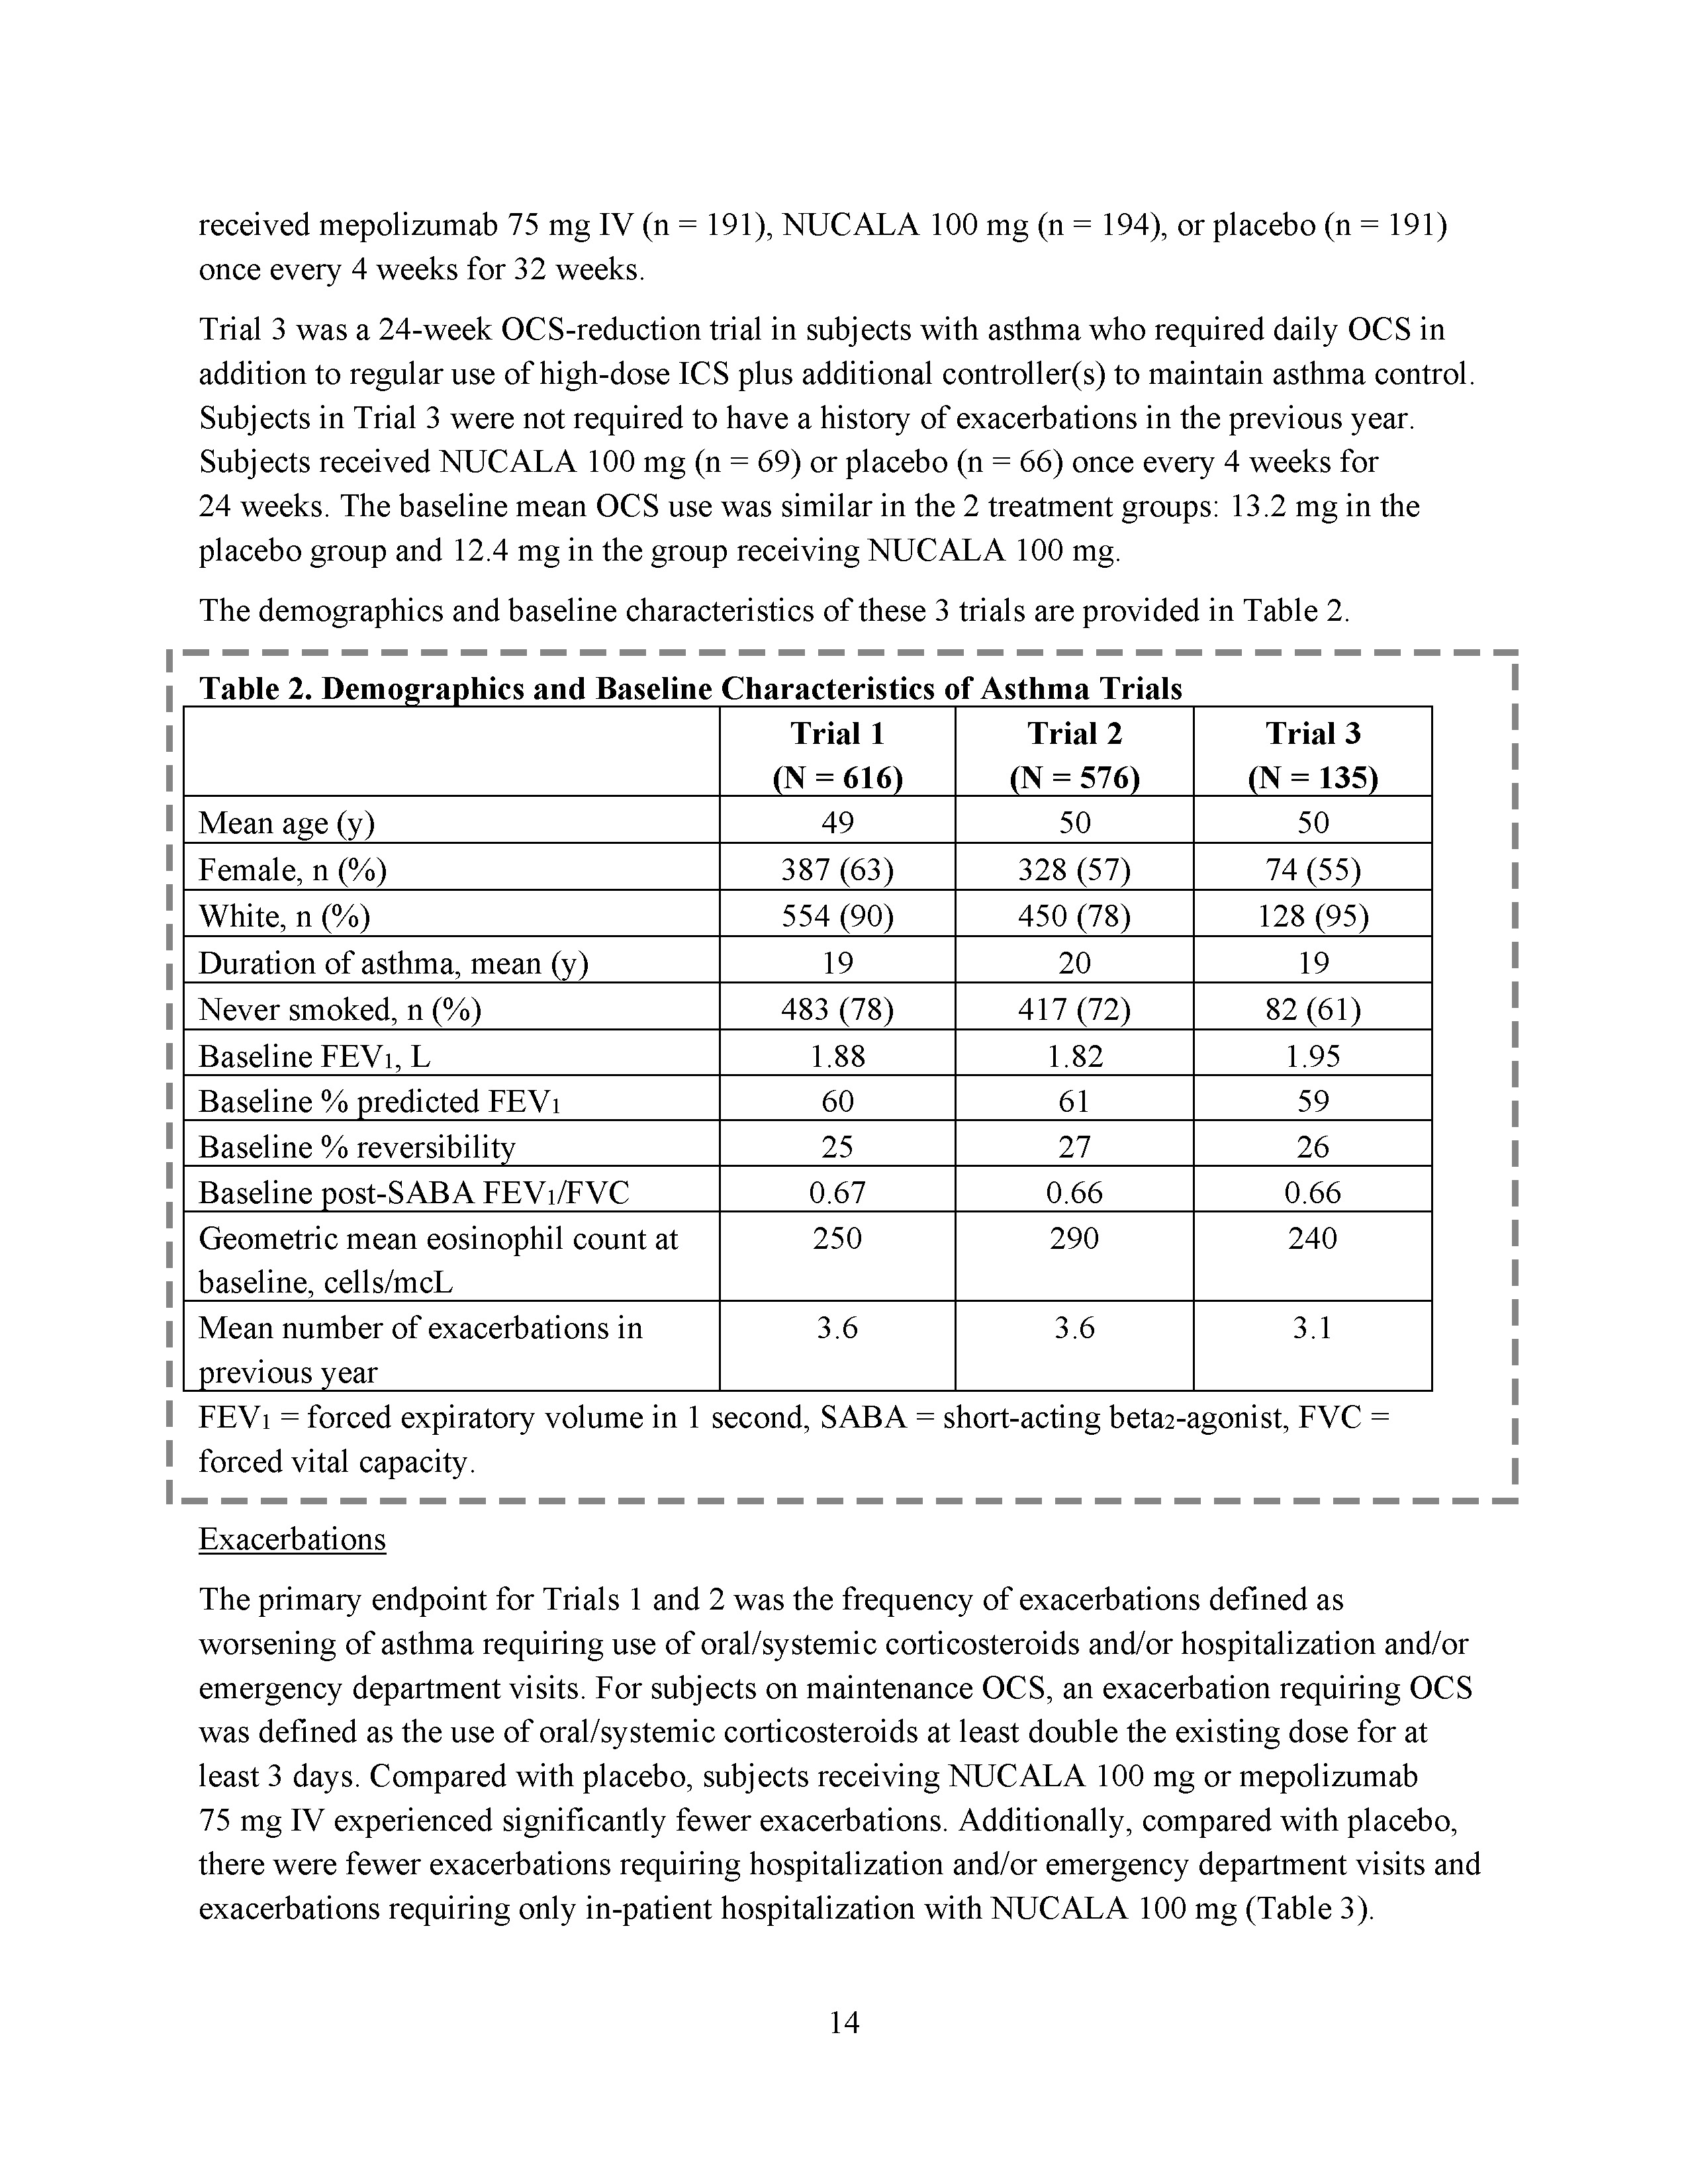 received mepolizumab 75 mg IV (n = 191), NUCALA 100 mg (n = 194), or placebo (n = 191)
once every 4 weeks for 32 weeks.
Trial 3 was a 24-week OCS-reduction trial in subjects with asthma who required daily OCS in
addition to regular use of high-dose ICS plus additional controller(s) to maintain asthma control.
Subjects in Trial 3 were not required to have a history of exacerbations in the previous year.
Subjects received NUCALA 100 mg (n = 69) or placebo (n = 66) once every 4 weeks for
24 weeks. The baseline mean OCS use was similar in the 2 treatment groups: 13.2 mg in the
placebo group and 12.4 mg in the group receiving NUCALA 100 mg.
The demographics and baseline characteristics of these 3 trials are provided in Table 2.
Table 2. Demographics and Baseline Characteristics of Asthma Trials
Trial 1 Trial 2 Trial 3
(N = 616) (N = 576) (N = 135)
Mean age (y) 49 50 50
Female, n (%) 387 (63) 328 (57) 74 (55)
White, n (%) 554 (90) 450 (78) 128 (95)
Duration of asthma, mean (y) 19 20 19
Never smoked, n (%) 483 (78) 417 (72) 82 (61)
Baseline FEV1, L 1.88 1.82 1.95
Baseline % predicted FEV1 60 61 59
Baseline % reversibility 25 27 26
Baseline post-SABA FEV1/FVC 0.67 0.66 0.66
Geometric mean eosinophil count at 250 290 240
baseline, cells/mcL
Mean number of exacerbations in 3.6 3.6 3.1
previous year
FEV1 = forced expiratory volume in 1 second, SABA = short-acting beta2-agonist, FVC =
forced vital capacity.
Exacerbations
The primary endpoint for Trials 1 and 2 was the frequency of exacerbations defined as
worsening of asthma requiring use of oral/systemic corticosteroids and/or hospitalization and/or
emergency department visits. For subjects on maintenance OCS, an exacerbation requiring OCS
was defined as the use of oral/systemic corticosteroids at least double the existing dose for at
least 3 days. Compared with placebo, subjects receiving NUCALA 100 mg or mepolizumab
75 mg IV experienced significantly fewer exacerbations. Additionally, compared with placebo,
there were fewer exacerbations requiring hospitalization and/or emergency department visits and
exacerbations requiring only in-patient hospitalization with NUCALA 100 mg (Table 3).
14